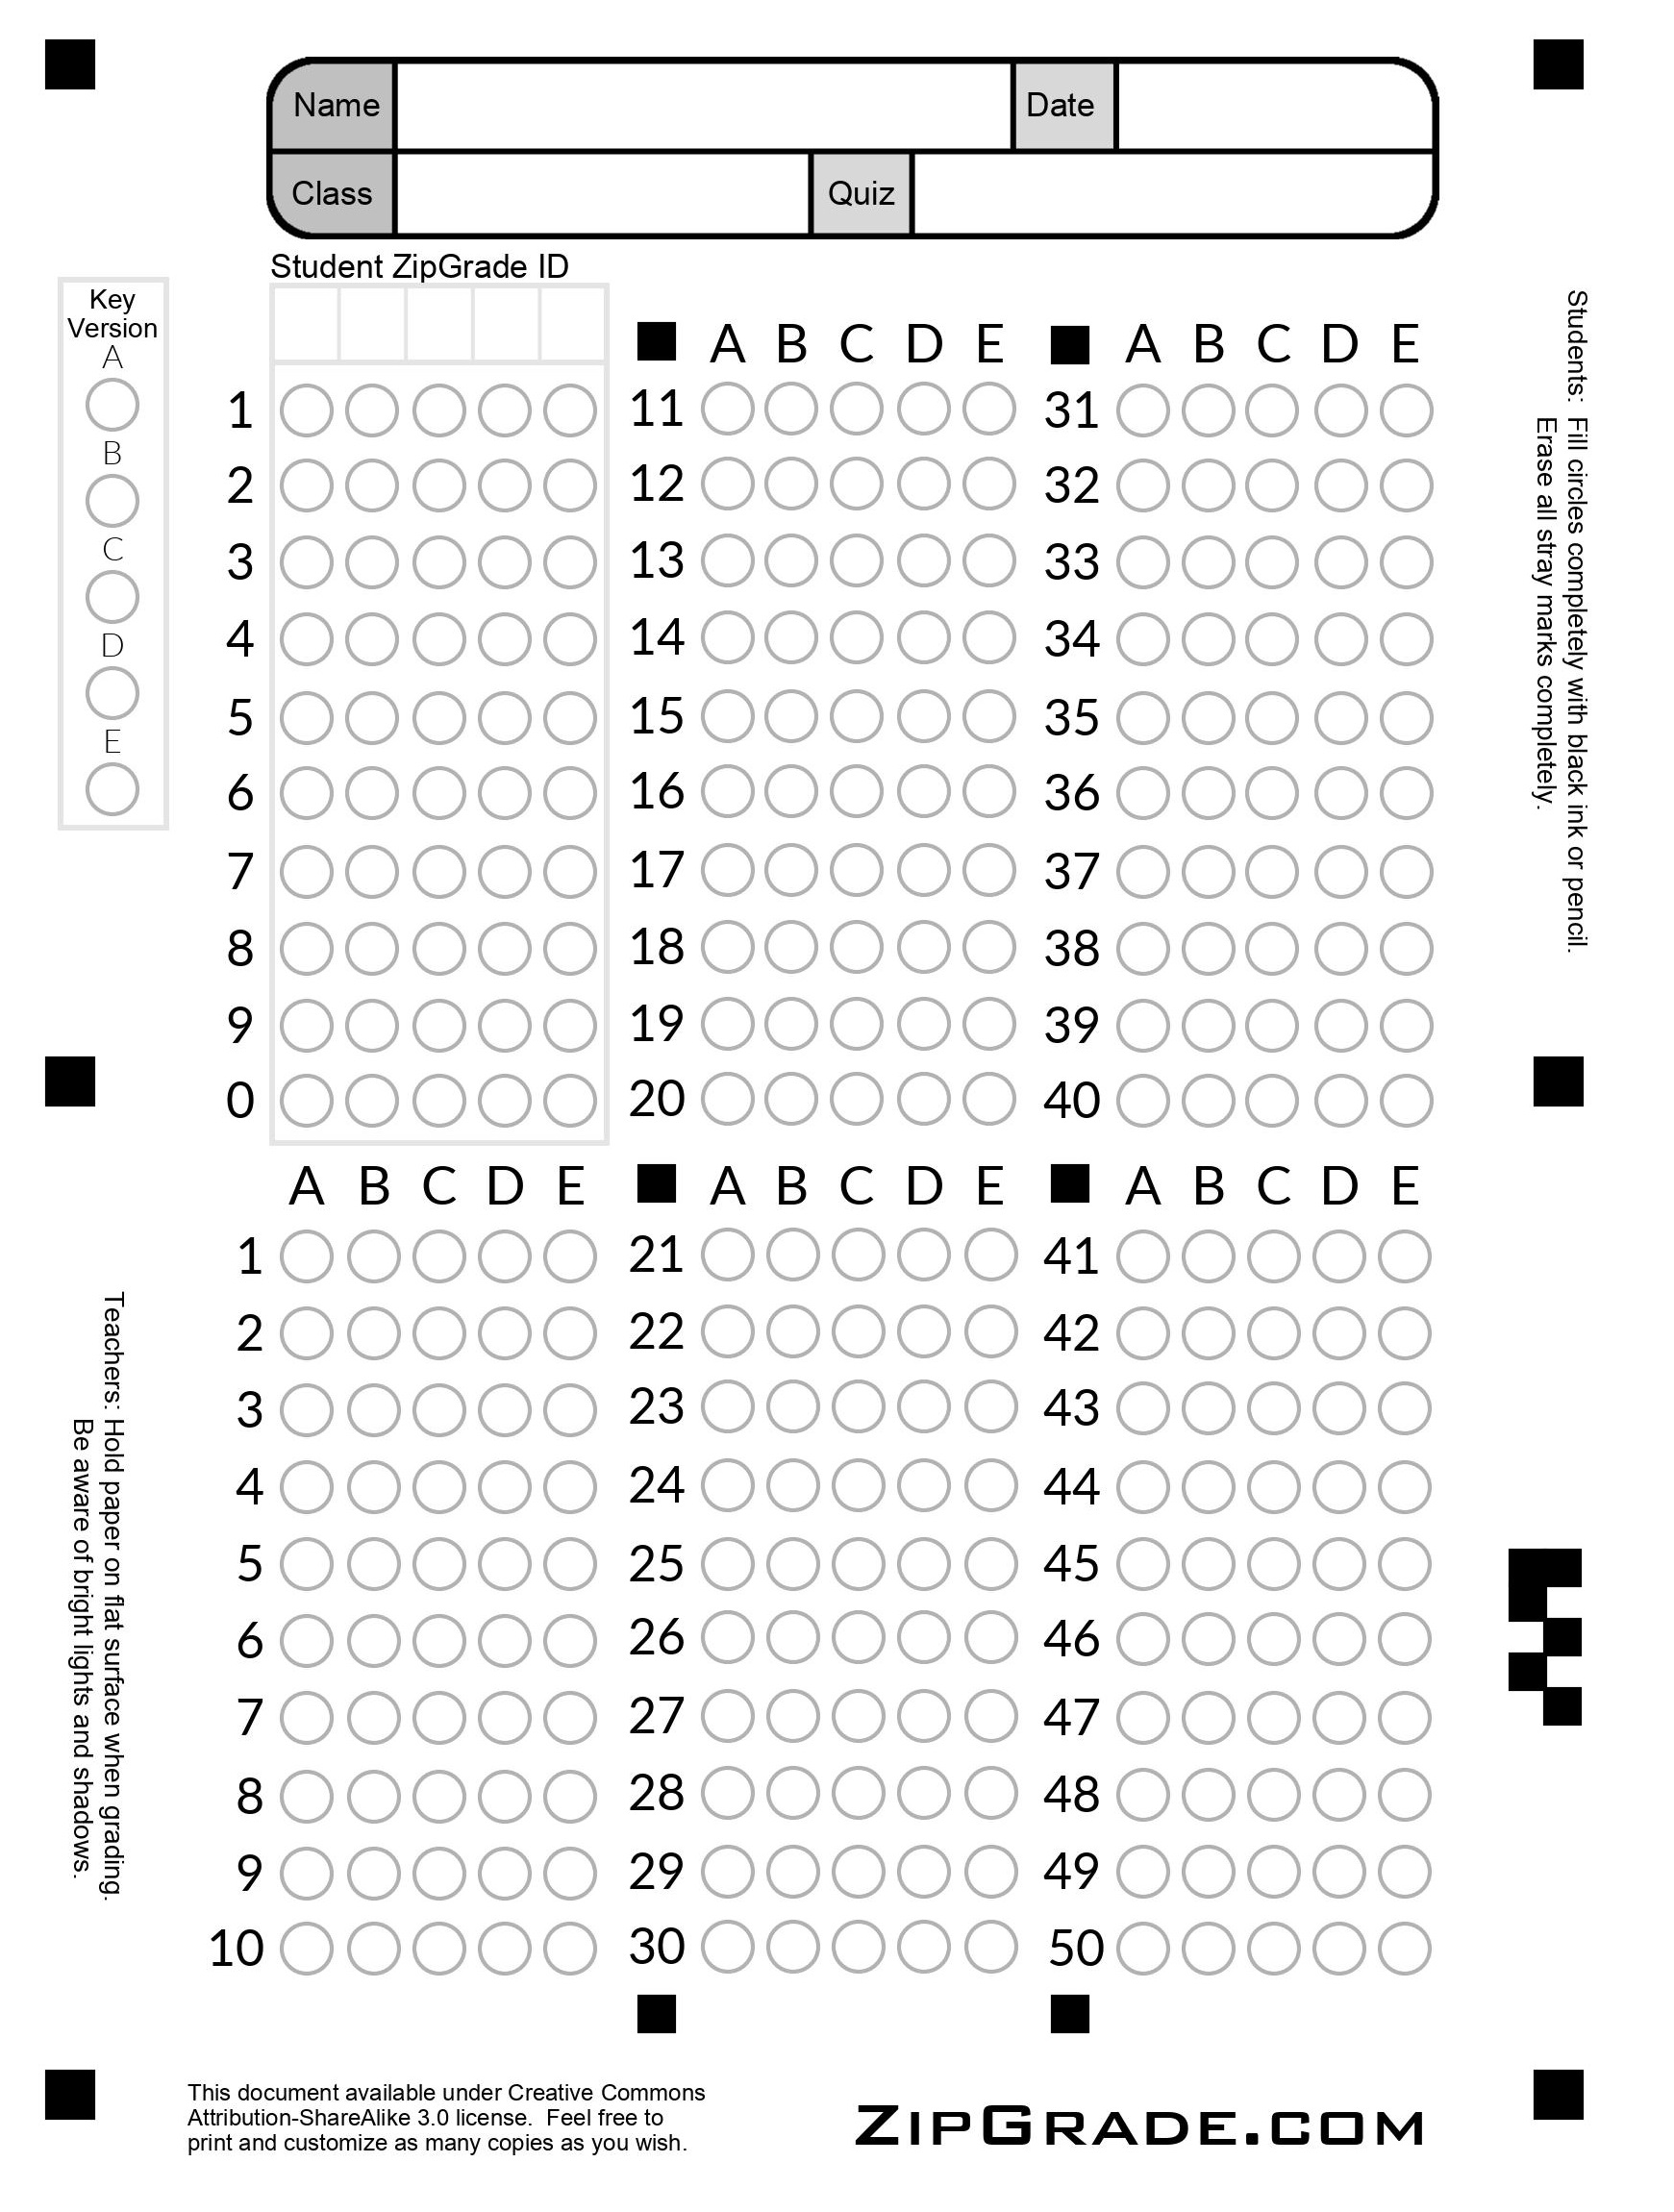 Name
Date
Class
Quiz
Student ZipGrade ID
Key
Version
A
B
C
D
E
A B C D E
A B C D E
1
2
3
4
5
6
7
8
9
0
11
12
13
14
15
16
17
18
19
20
31
32
33
34
35
36
37
38
39
40
Students: Fill circles completely with black ink or pencil.
Erase all stray marks completely.
A B C D E
A B C D E
A B C D E
1
2
3
4
5
6
7
8
9
10
21
22
23
24
25
26
27
28
29
30
41
42
43
44
45
46
47
48
49
50
Teachers: Hold paper on flat surface when grading.
Be aware of bright lights and shadows.
This document available under Creative Commons
Attribution-ShareAlike 3.0 license. Feel free to
print and customize as many copies as you wish.
ZIPGRADE.COM